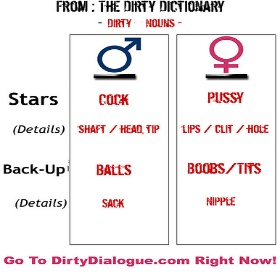 FROM : THE DIRTY DICTIONARY
- DIRTY NOUNS -
Stars COCK PUSSY
(Details) SHAFT / HEAD, TIP LIPS / CLIT / HOLE
Back-Up BALLS BOOBS/TITS
(Details) SACK NIPPLE
Go To DirtyDialogue.com Right Now!